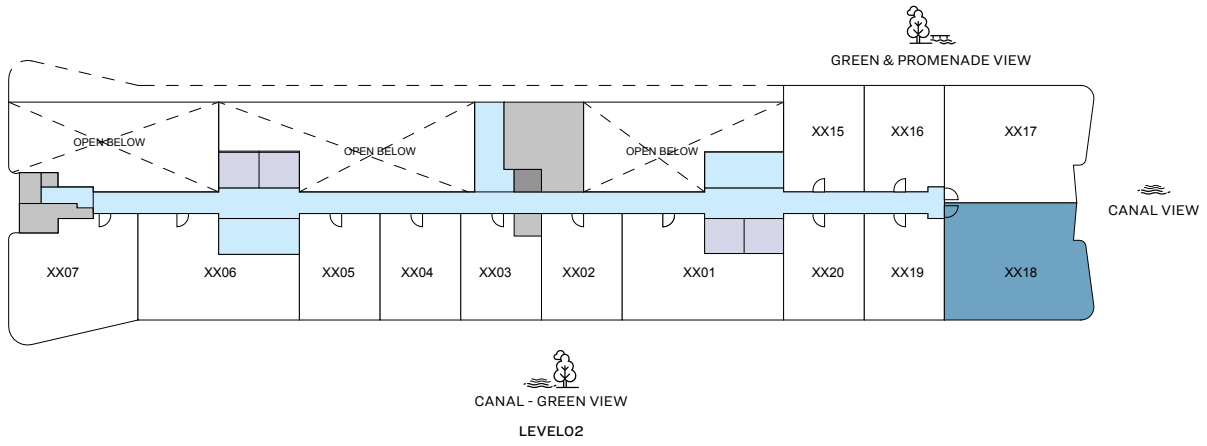 GREEN & PROMENADE VIEW
XX15 XX16 XX17
OPEN BELOW OPEN BELOW OPEN BELOW
CANAL VIEW
XX07 XX06 XX05 XX04 XX03 XX02 XX01 XX20 XX19 XX18
CANAL - GREEN VIEW
LEVEL02